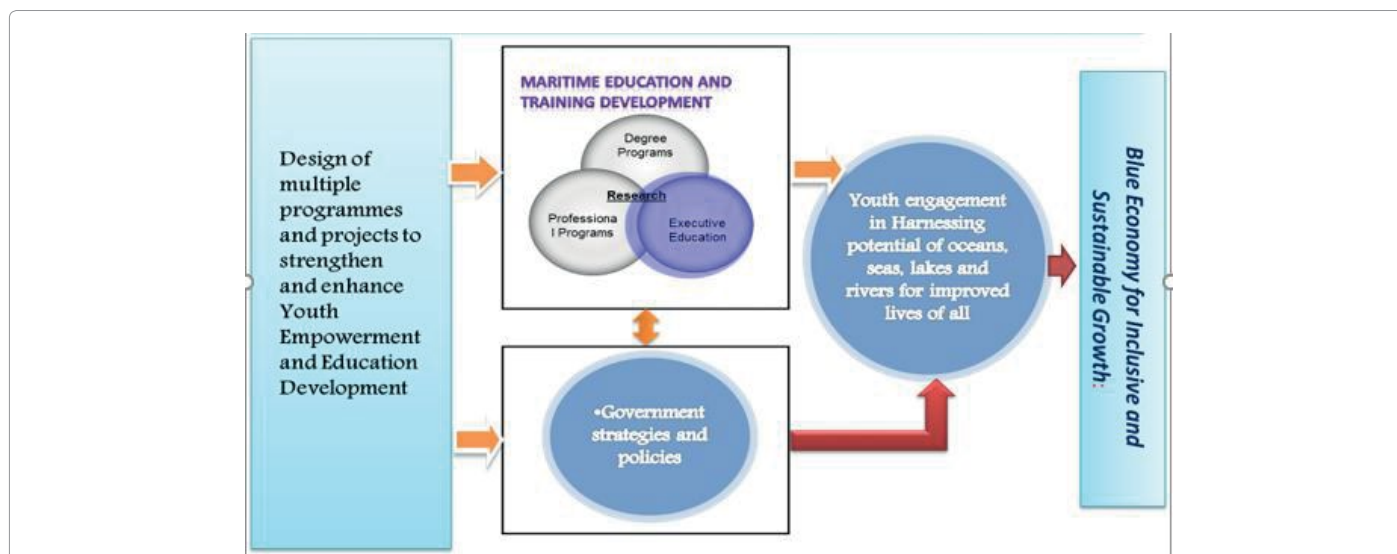 Design of
multiple
programmes
and projects to
strengthen
and enhance
Youth
Empowerment
and Education
Development
MARITIME EDUCATION AND
TRAINING DEVELOPMENT
Degree
Programs
Research
Professiona
l Programs
Executive
Education
•Government
strategies and
policies
Youth engagement
in Harnessing
potential of oceans,
seas, lakes and
rivers for improved
lives of all
Blue Economy for Inclusive and
Sustainable Growth: